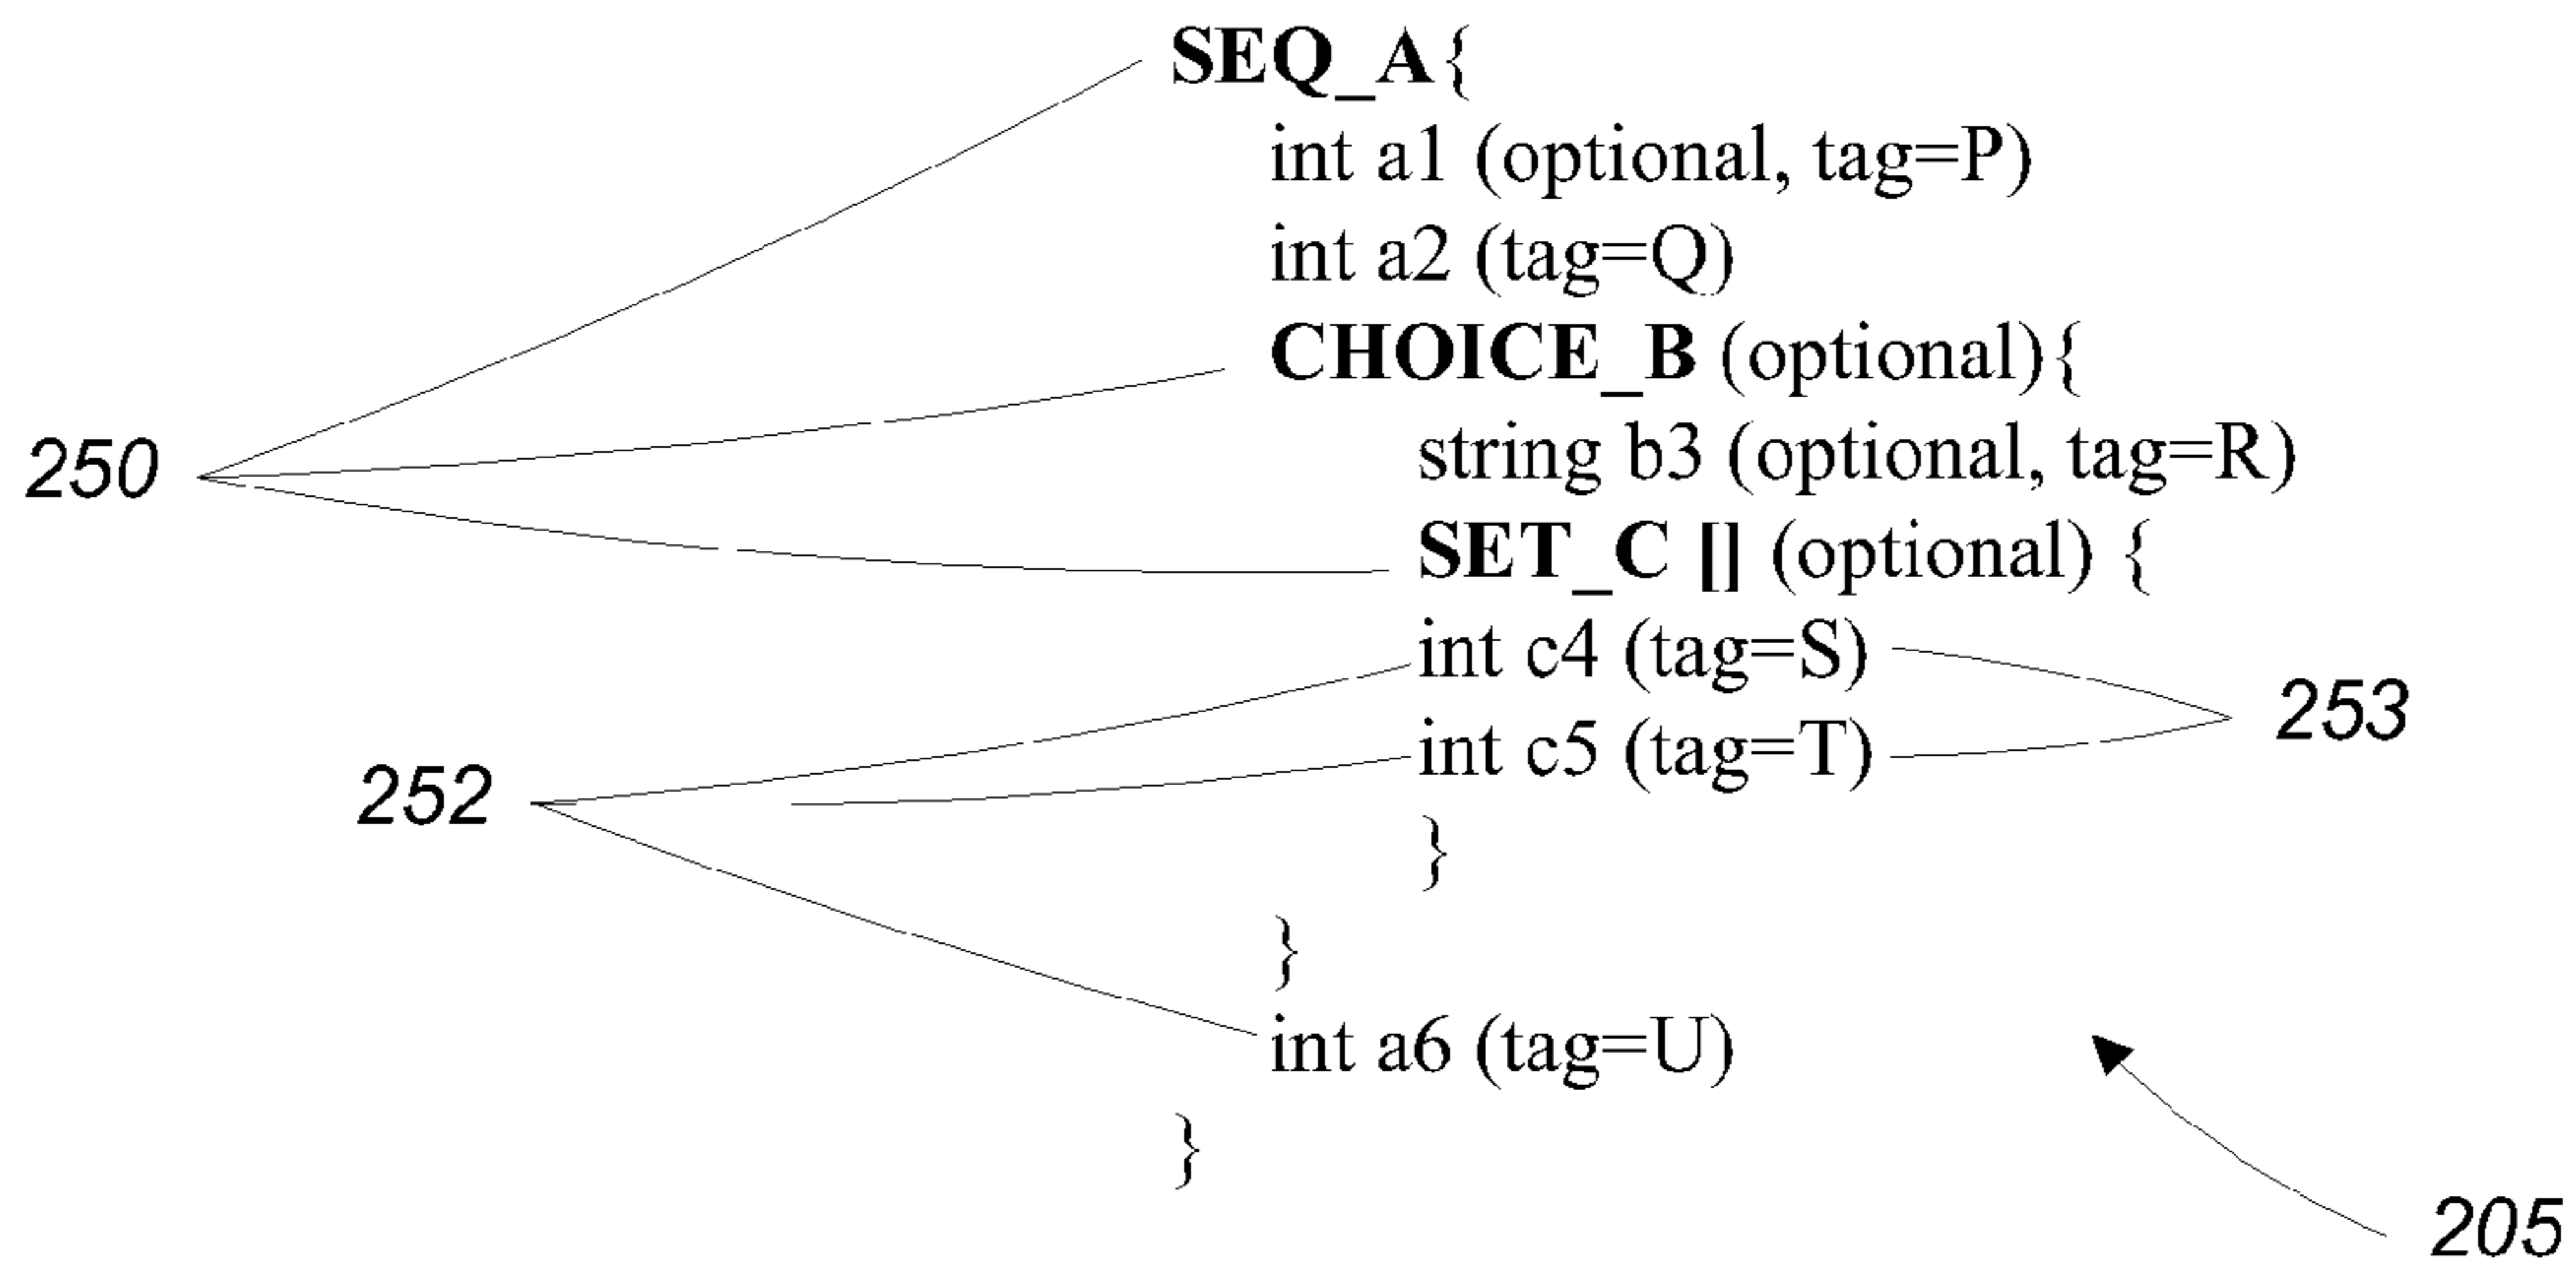 SEQ_A{
int a1 (optional, tag=P)
int a2 (tag=Q)
CHOICE_B (optional){
250
string b3 (optional, tag=R)
SET_C [] (optional) {
int c4 (tag=S)
253
int c5 (tag=T)
252
}
}
int a6 (tag=U)
}
205